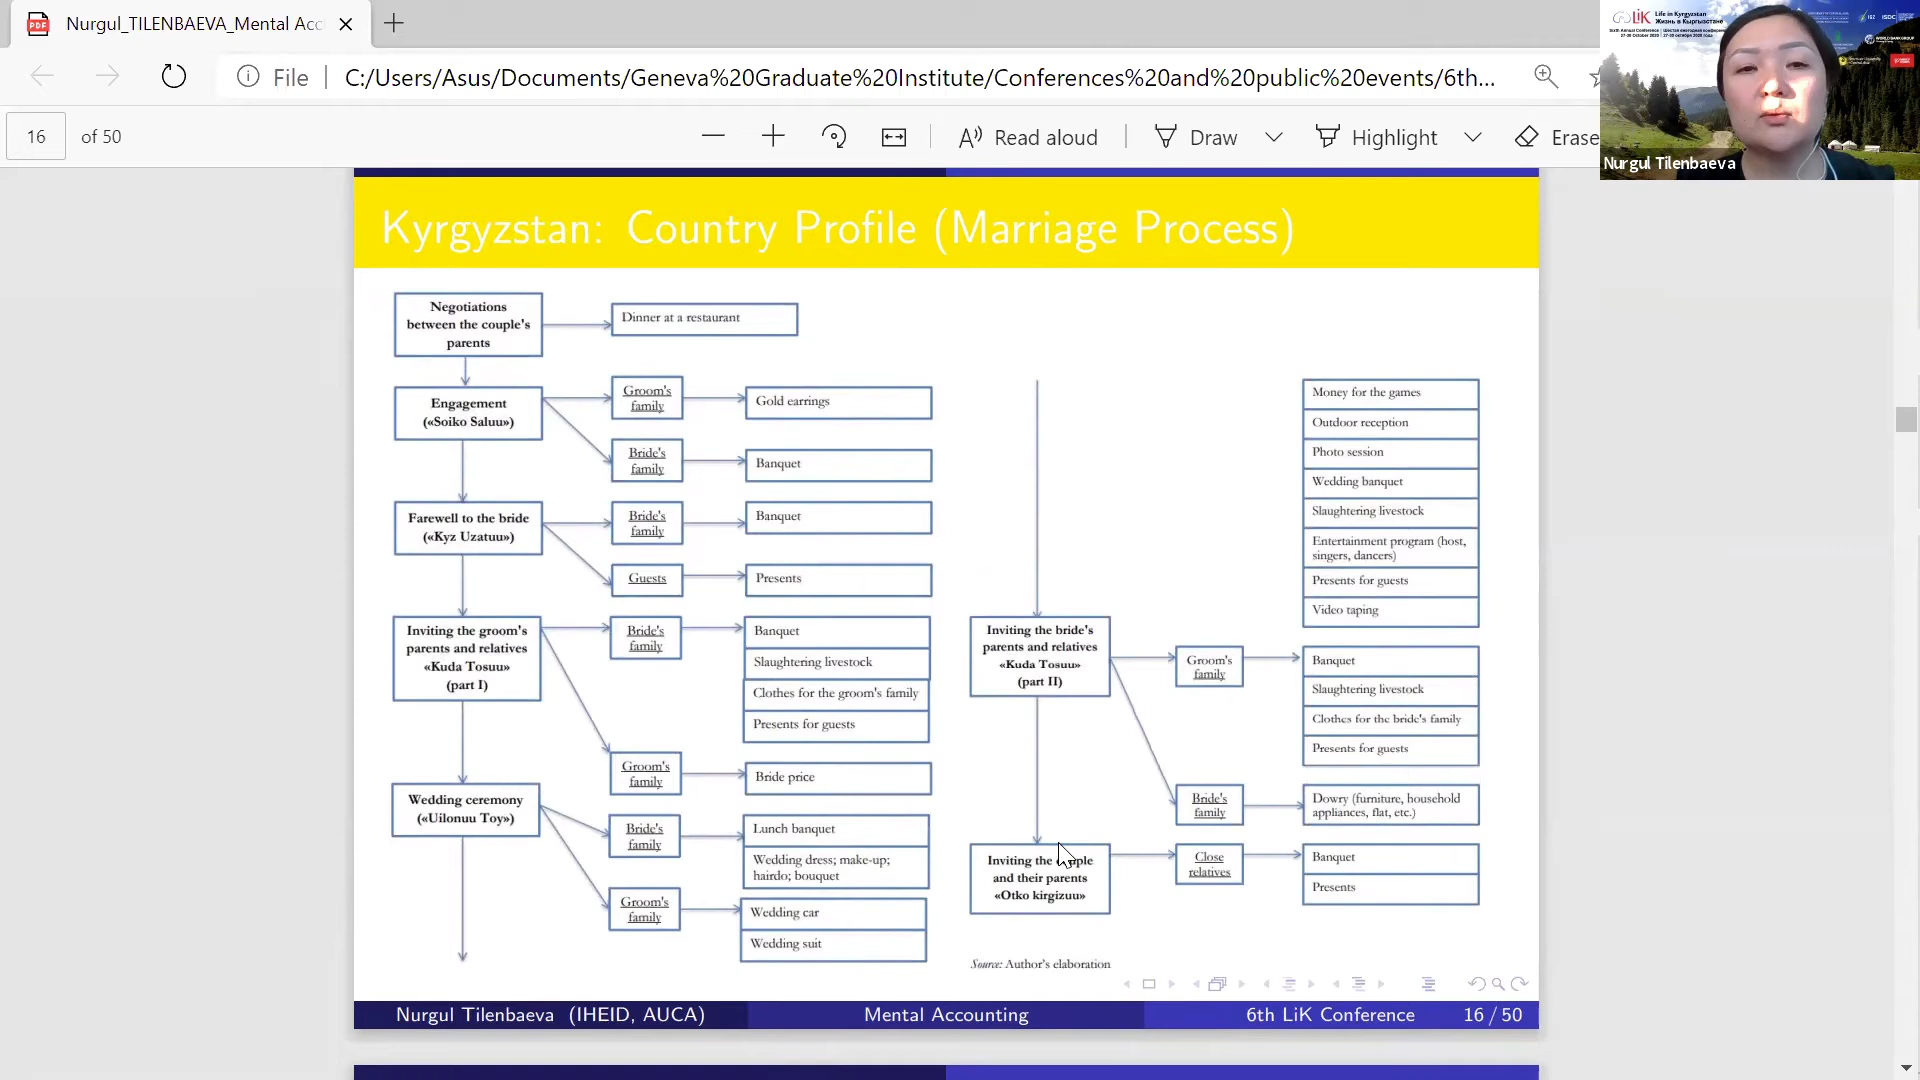 Nurgul_TILENBAEVA_Mental Acc
File
C:/Users/Asus/Documents/Geneva%20Graduate%20Institute/Conferences%20and%20public%20events/6th...
16
of 50
Read aloud
Draw
Highlight
Erase
LiK Life in Kyrgyzstan
Жизнь в Кыргызстане
Nurgul Tilenbaeva
Kyrgyzstan: Country Profile (Marriage Process)
Negotiations
between the couple's
parents
Dinner at a restaurant
Engagement
(«Soiko Saluu»)
Groom's
family
Gold earrings
Bride's
family
Banquet
Farewell to the bride
(«Kyz Uzatuu»)
Bride's
family
Banquet
Guests
Presents
Inviting the groom's
parents and relatives
«Kuda Tosuu»
(part I)
Bride's
family
Banquet
Slaughtering livestock
Clothes for the groom's family
Presents for guests
Groom's
family
Bride price
Wedding ceremony
(«Uilonuu Toy»)
Bride's
family
Lunch banquet
Wedding dress; make-up;
hairdo; bouquet
Groom's
family
Wedding car
Wedding suit
Money for the games
Outdoor reception
Photo session
Wedding banquet
Slaughtering livestock
Entertainment program (host,
singers, dancers)
Presents for guests
Video taping
Inviting the bride's
parents and relatives
«Kuda Tosuu»
(part II)
Groom's
family
Banquet
Slaughtering livestock
Clothes for the bride's family
Presents for guests
Bride's
family
Dowry (furniture, household
appliances, flat, etc.)
Inviting the couple
and their parents
«Otko kirgizuu»
Close
relatives
Banquet
Presents
Source: Author's elaboration
Nurgul Tilenbaeva (IHEID, AUCA)
Mental Accounting
6th LiK Conference
16 / 50